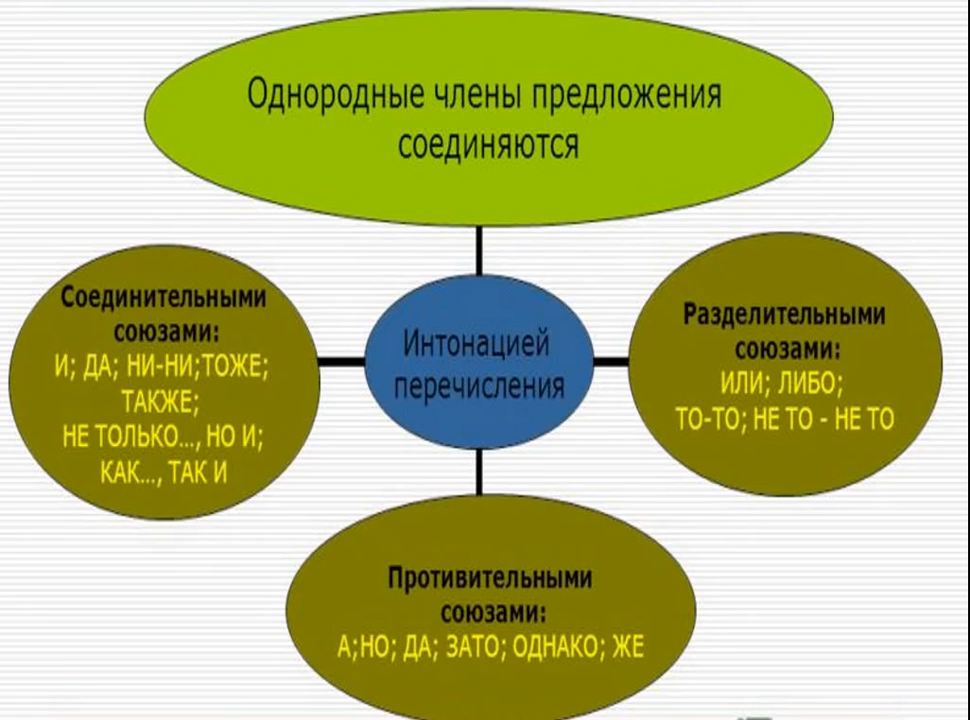 Однородные члены предложения
соединяются
Соединительными
союзами:
И; ДА; НИ-НИ;ТОЖЕ;
ТАКЖЕ;
НЕ ТОЛЬКО..., НО И;
КАК..., ТАК И
Интонацией
перечисления
Разделительными
союзами:
ИЛИ; ЛИБО;
ТО-ТО; НЕ ТО - НЕ ТО
Противительными
союзами:
А;НО; ДА; ЗАТО; ОДНАКО; ЖЕ